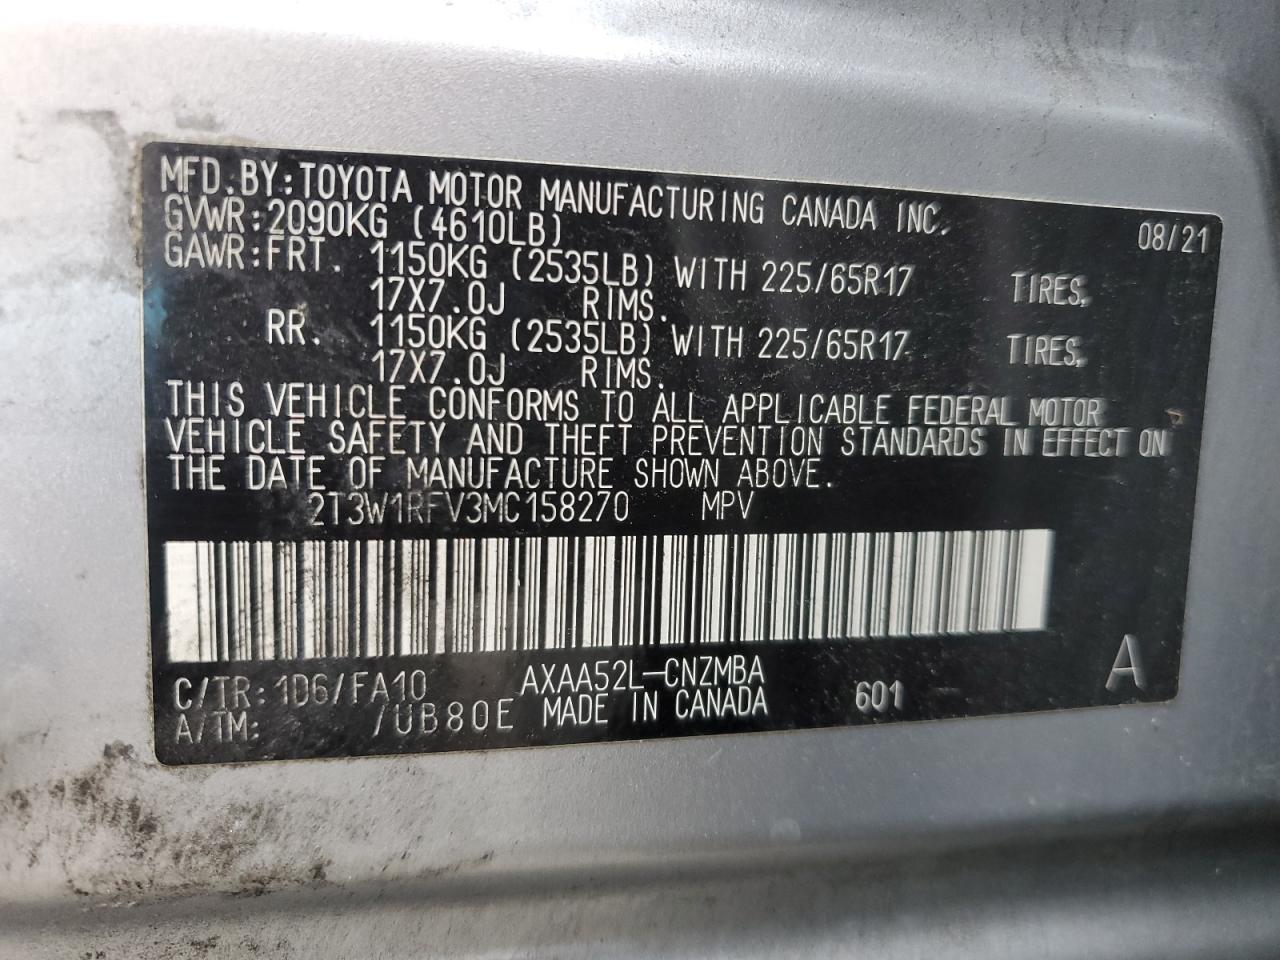 MFD.BY:TOYOTA MOTOR MANUFACTURING CANADA INC.
08/21
GVWR:2090KG (4610LB)
GAWR:FRT. 1150KG (2535LB) WITH 225/65R17 TIRES,
17X7.0J RIMS.
RR. 1150KG (2535LB) WITH 225/65R17 TIRES,
17X7.0J RIMS.
THIS VEHICLE CONFORMS TO ALL APPLICABLE FEDERAL MOTOR
VEHICLE SAFETY AND THEFT PREVENTION STANDARDS IN EFFECT ON
THE DATE OF MANUFACTURE SHOWN ABOVE.
2T3W1RFV3MC158270 MPV
C/TR:1D6/FA10 AXAA52L-CNZMBA 601 A
A/TM: /UB80E MADE IN CANADA